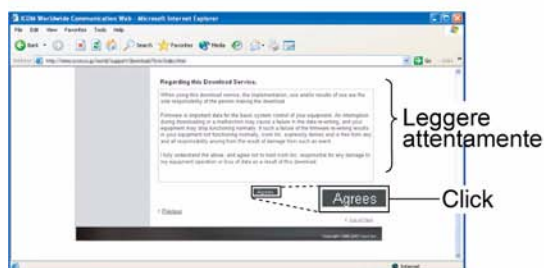 ICOM Worldwide Communication Web - Microsoft Internet Explorer
File Edit View Favorites Tools Help
Back Search Favorites Media
Go
Regarding this Download Service.
When using this download service, the implementation, use and/or results of use are the
sole responsibility of the person making the download.
Firmware is important data for the basic system control of your equipment. An interruption
during downloading or a malfunction may cause a failure in the data re-writing, and your
equipment may stop functioning normally. If such a failure of the firmware re-writing results
in your equipment not functioning normally, Icom Inc. expressly denies and is free from any
and all responsibility arising from the result of damage from such an event.
I fully understand the above, and agree not to hold Icom Inc. responsible for any damage to
my equipment operation or loss of data as a result of this download.
Leggere
attentamente
Agrees
Agrees
Click
Previous
Top of Page
Internet